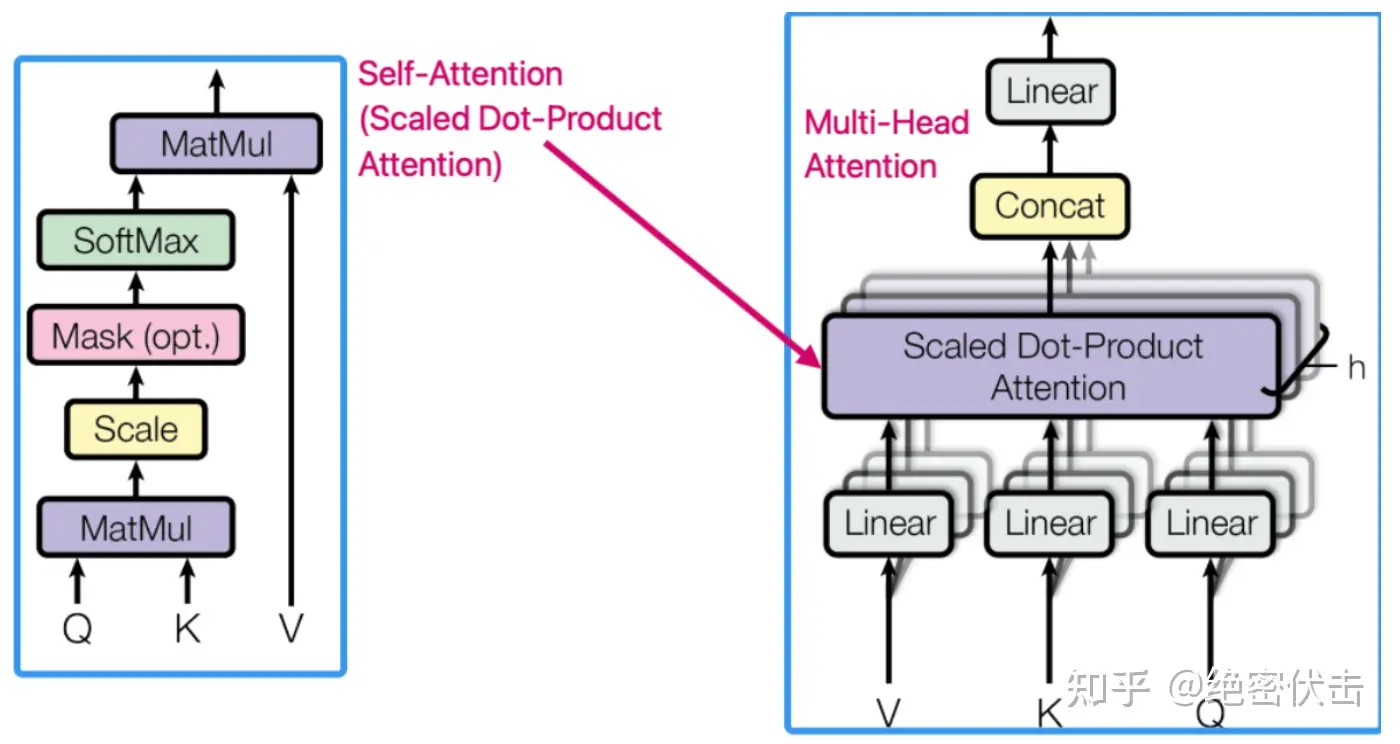 Self-Attention
(Scaled Dot-Product
Attention)
MatMul
SoftMax
Mask (opt.)
Scale
MatMul
Q K V
Multi-Head
Attention
Linear
Concat
Scaled Dot-Product
Attention
h
Linear Linear Linear
V K Q
知乎 @绝密伏击